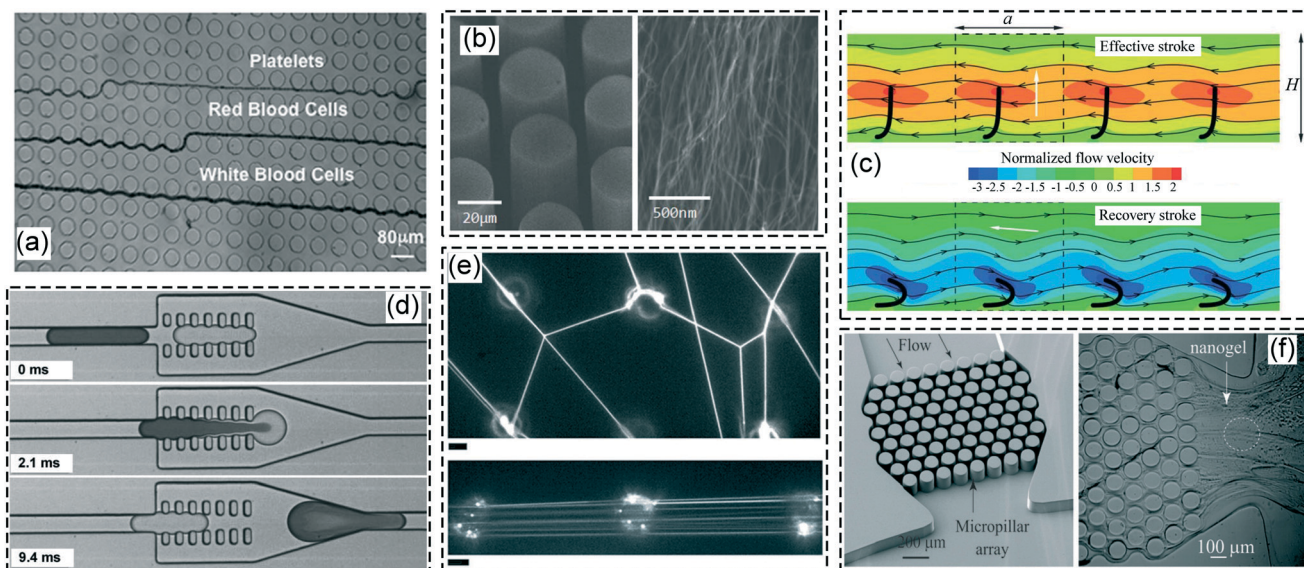 (a)
Platelets
Red Blood Cells
White Blood Cells
80μm
(b)
20μm
500nm
(c)
a
Effective stroke
H
Normalized flow velocity
-3 -2.5 -2 -1.5 -1 -0.5 0 0.5 1 1.5 2
Recovery stroke
(d)
0 ms
2.1 ms
9.4 ms
(e)
(f)
Flow
Micropillar
array
200 μm
nanogel
100 μm